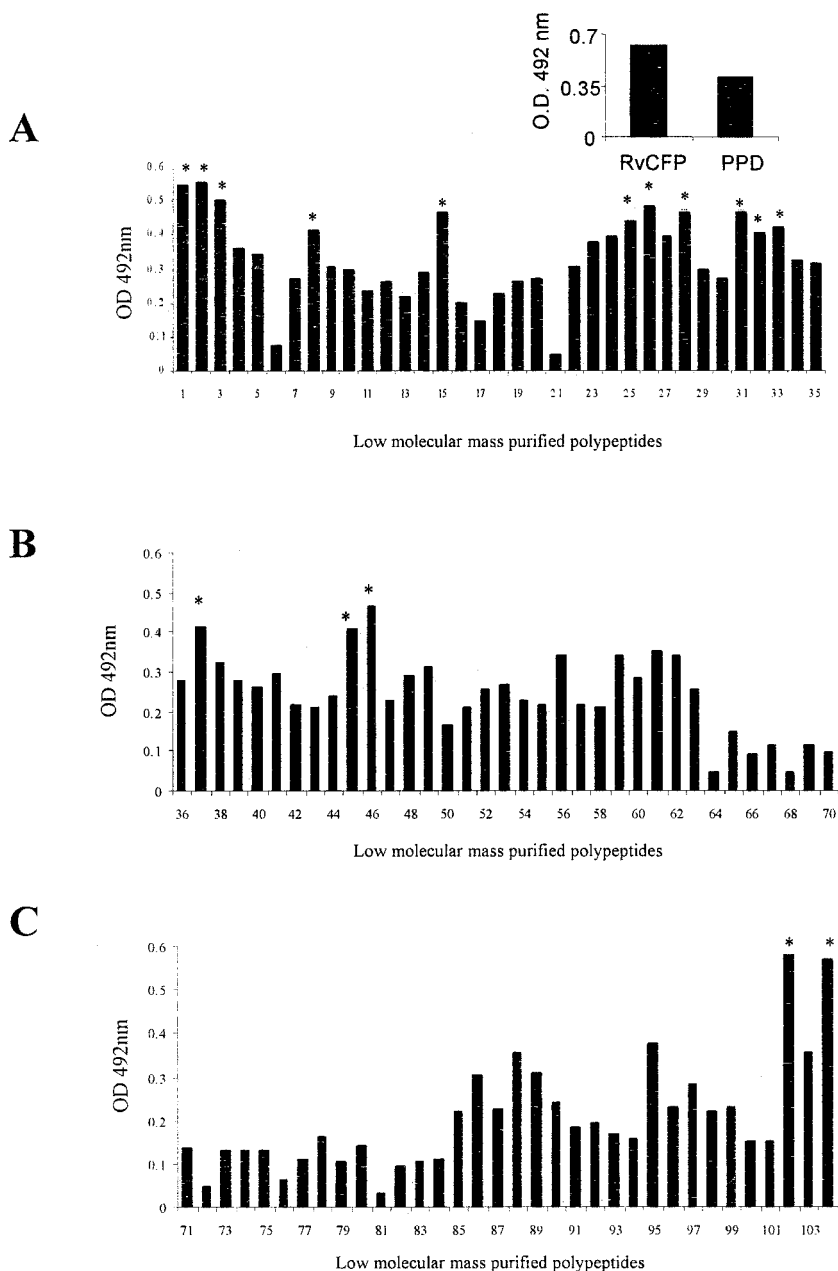 0.7
0.35
0
O.D. 492 nm
RvCFP PPD
A
0.6
0.5
0.4
0.3
0.2
0.1
0
OD 492nm
* * * * * * * * * * *
1 3 5 7 9 11 13 15 17 19 21 23 25 27 29 31 33 35
Low molecular mass purified polypeptides
B
0.6
0.5
0.4
0.3
0.2
0.1
0
OD 492nm
* * *
36 38 40 42 44 46 48 50 52 54 56 58 60 62 64 66 68 70
Low molecular mass purified polypeptides
C
0.6
0.5
0.4
0.3
0.2
0.1
0
OD 492nm
* *
71 73 75 77 79 81 83 85 87 89 91 93 95 97 99 101 103
Low molecular mass purified polypeptides